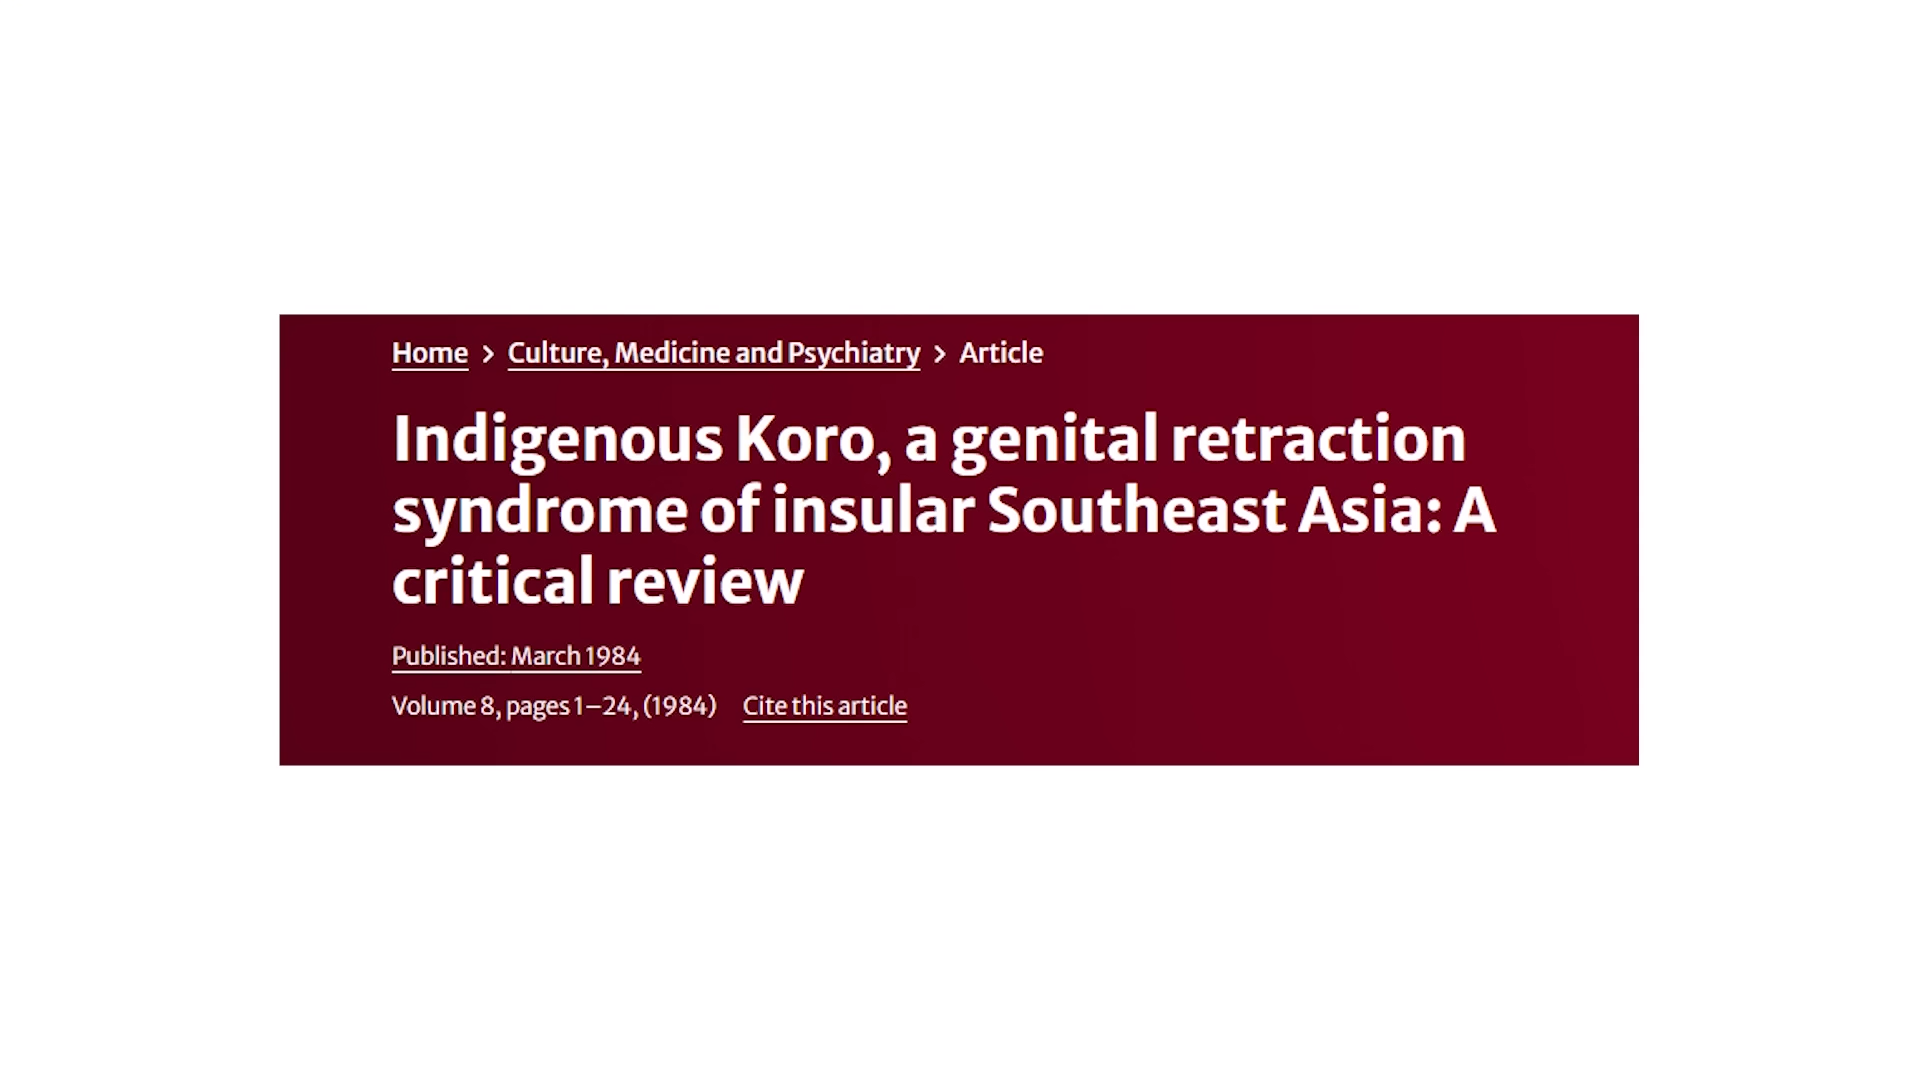 Home > Culture, Medicine and Psychiatry > Article
Indigenous Koro, a genital retraction
syndrome of insular Southeast Asia: A
critical review
Published: March 1984
Volume 8, pages 1–24, (1984) Cite this article